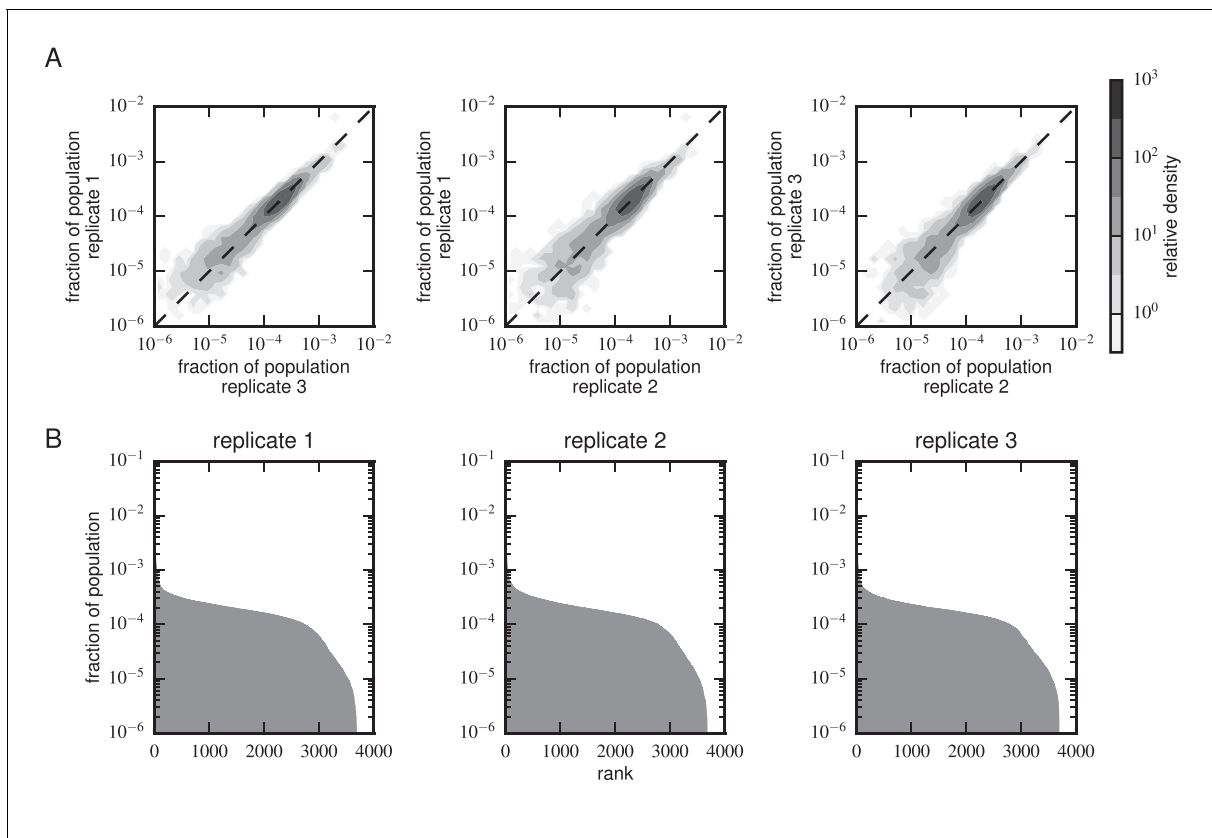 A
10⁻² 10⁻³ 10⁻⁴ 10⁻⁵ 10⁻⁶
fraction of population
replicate 1
10⁻⁶ 10⁻⁵ 10⁻⁴ 10⁻³ 10⁻²
fraction of population
replicate 3
10⁻² 10⁻³ 10⁻⁴ 10⁻⁵ 10⁻⁶
fraction of population
replicate 1
10⁻⁶ 10⁻⁵ 10⁻⁴ 10⁻³ 10⁻²
fraction of population
replicate 2
10⁻² 10⁻³ 10⁻⁴ 10⁻⁵ 10⁻⁶
fraction of population
replicate 3
10⁻⁶ 10⁻⁵ 10⁻⁴ 10⁻³ 10⁻²
fraction of population
replicate 2
10³ 10² 10¹ 10⁰
relative density
B
replicate 1
10⁻¹ 10⁻² 10⁻³ 10⁻⁴ 10⁻⁵ 10⁻⁶
fraction of population
0 1000 2000 3000 4000
replicate 2
10⁻¹ 10⁻² 10⁻³ 10⁻⁴ 10⁻⁵ 10⁻⁶
0 1000 2000 3000 4000
rank
replicate 3
10⁻¹ 10⁻² 10⁻³ 10⁻⁴ 10⁻⁵ 10⁻⁶
0 1000 2000 3000 4000